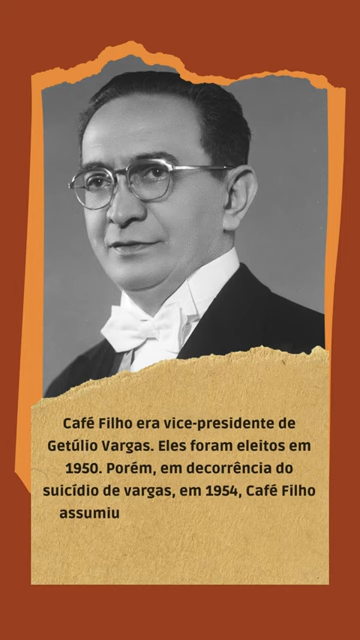 Café Filho era vice-presidente de
Getúlio Vargas. Eles foram eleitos em
1950. Porém, em decorrência do
suicídio de vargas, em 1954, Café Filho
assumiu